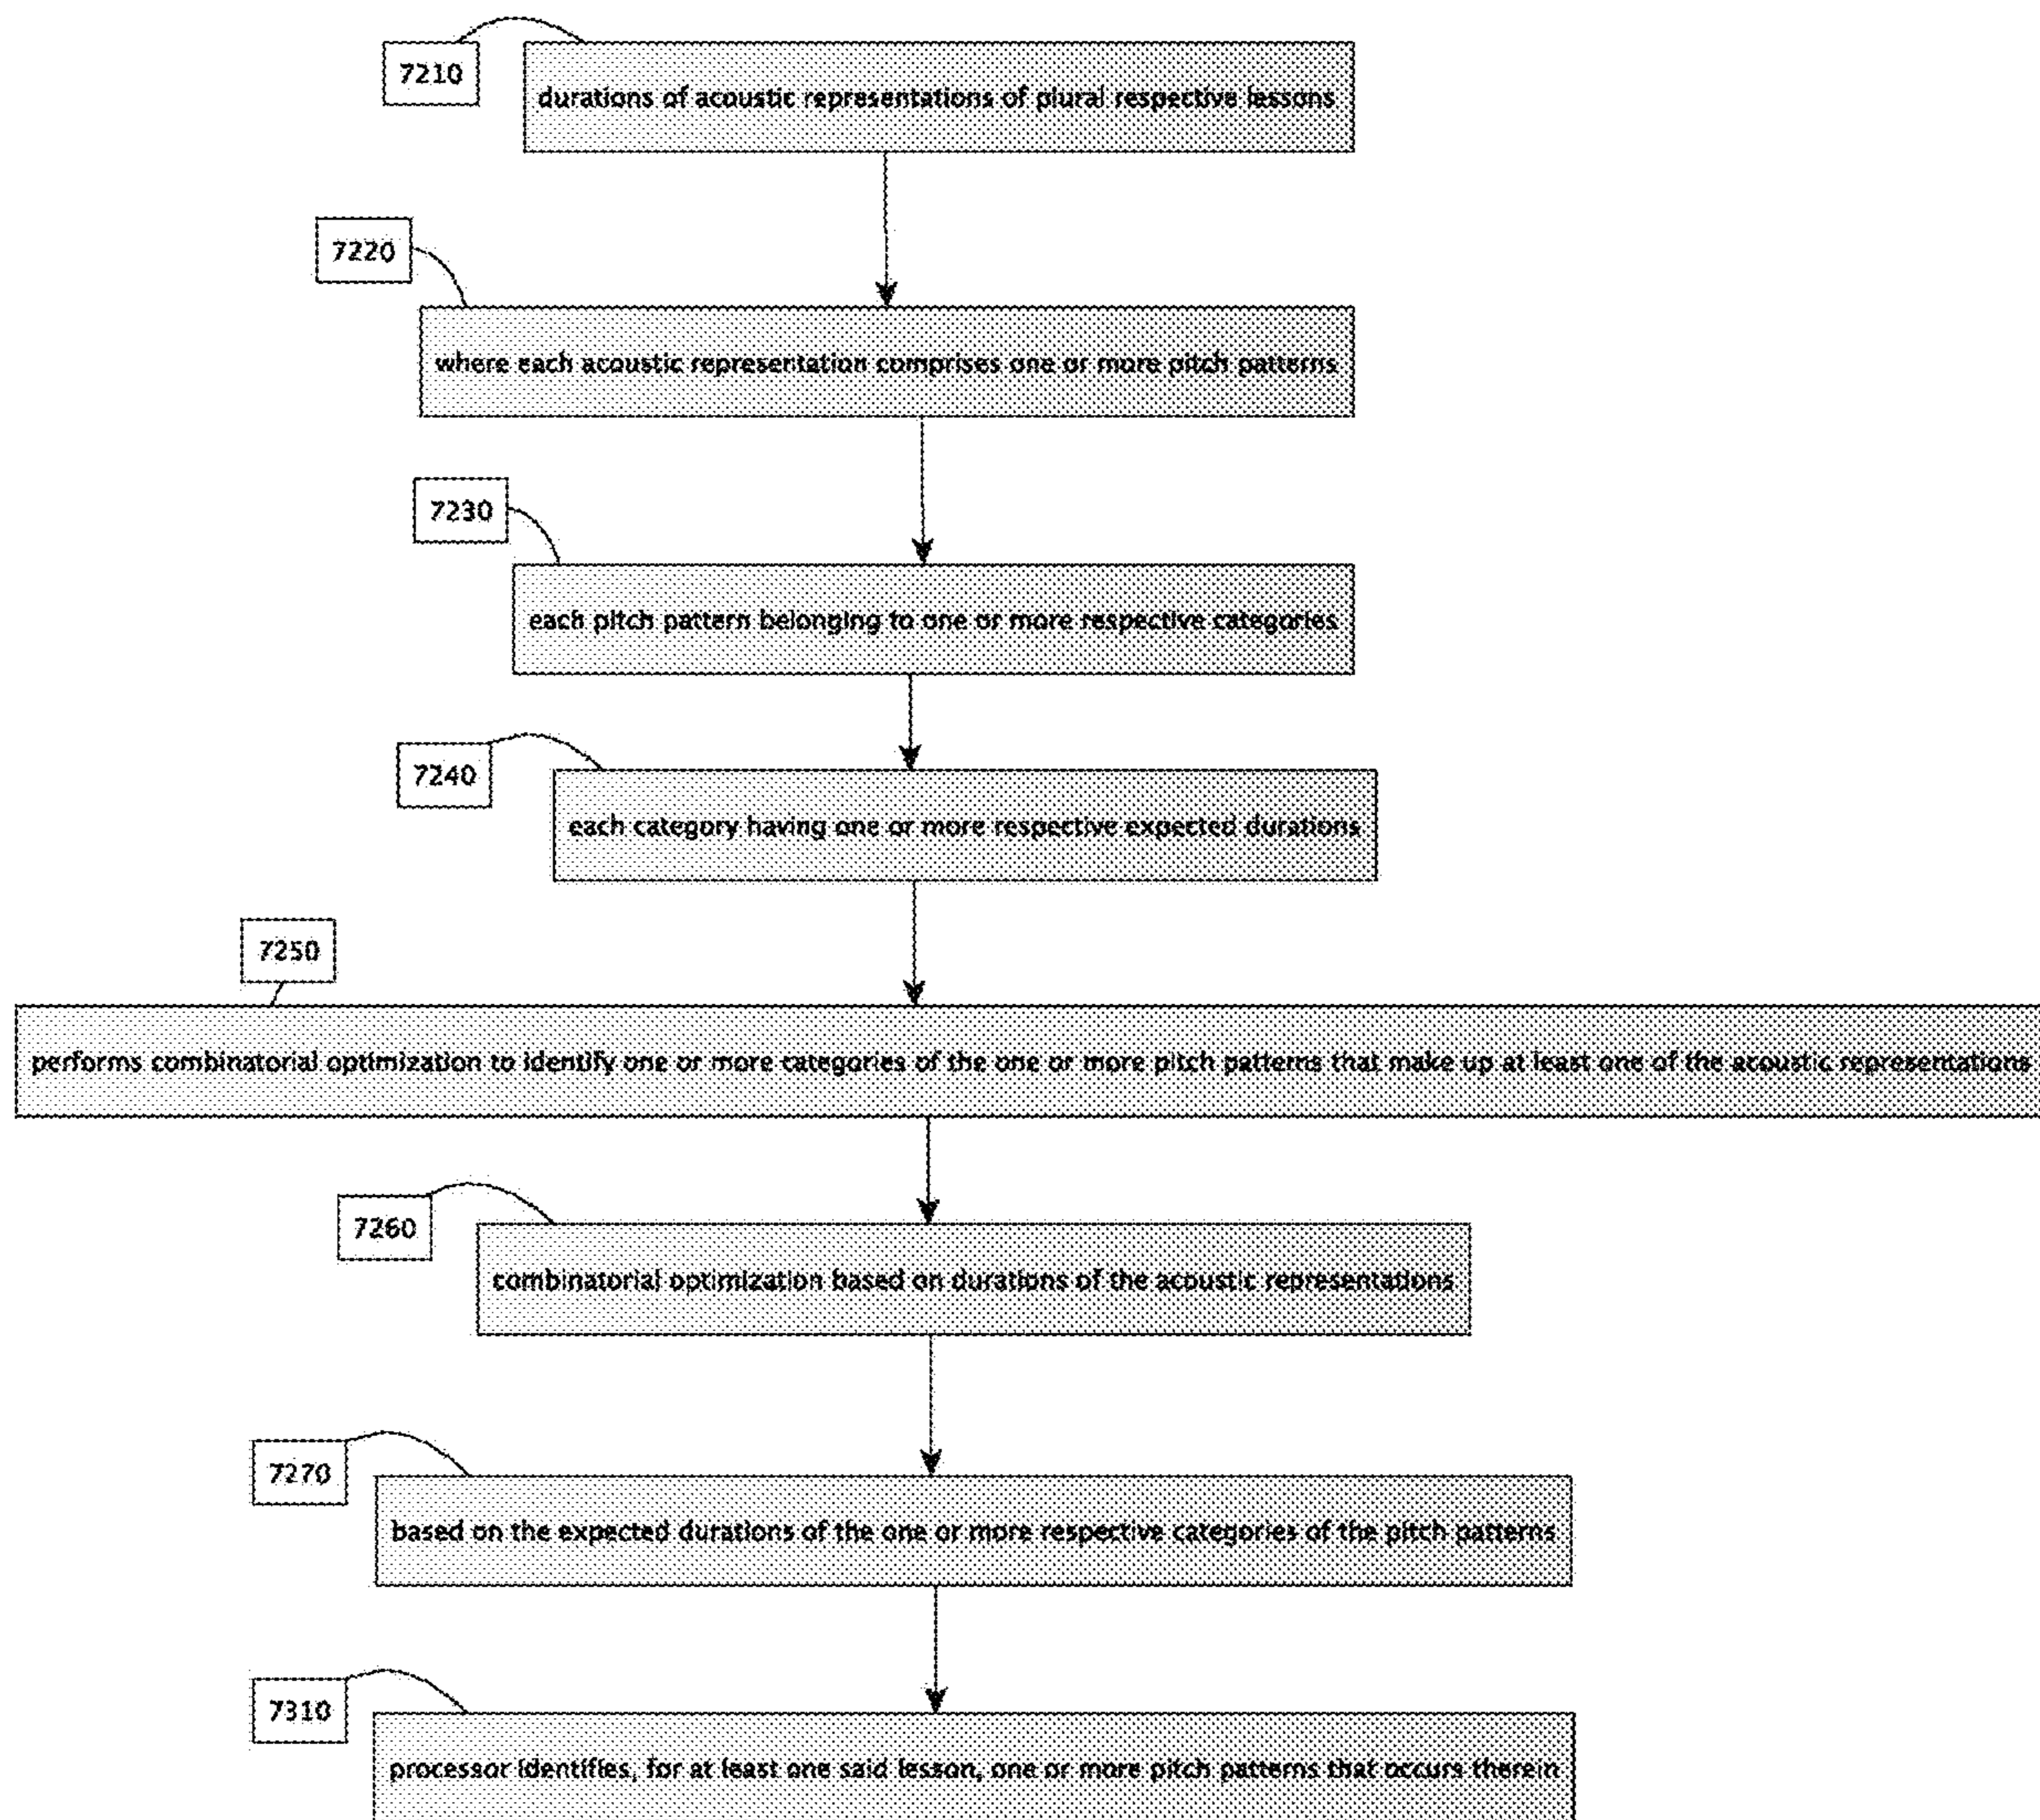 7210
durations of acoustic representations of plural respective lessons
7220
where each acoustic representation comprises one or more pitch patterns
7230
each pitch pattern belonging to one or more respective categories
7240
each category having one or more respective expected durations
7250
performs combinatorial optimization to identify one or more categories of the one or more pitch patterns that make up at least one of the acoustic representations
7260
combinatorial optimization based on durations of the acoustic representations
7270
based on the expected durations of the one or more respective categories of the pitch patterns
7310
processor identifies, for at least one said lesson, one or more pitch patterns that occurs therein